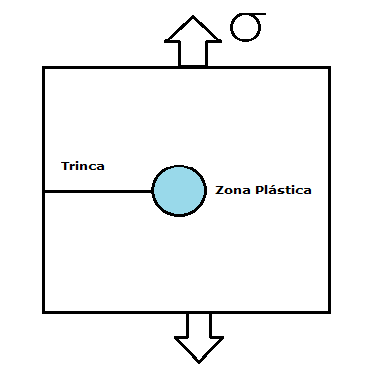 σ
Trinca
Zona Plástica